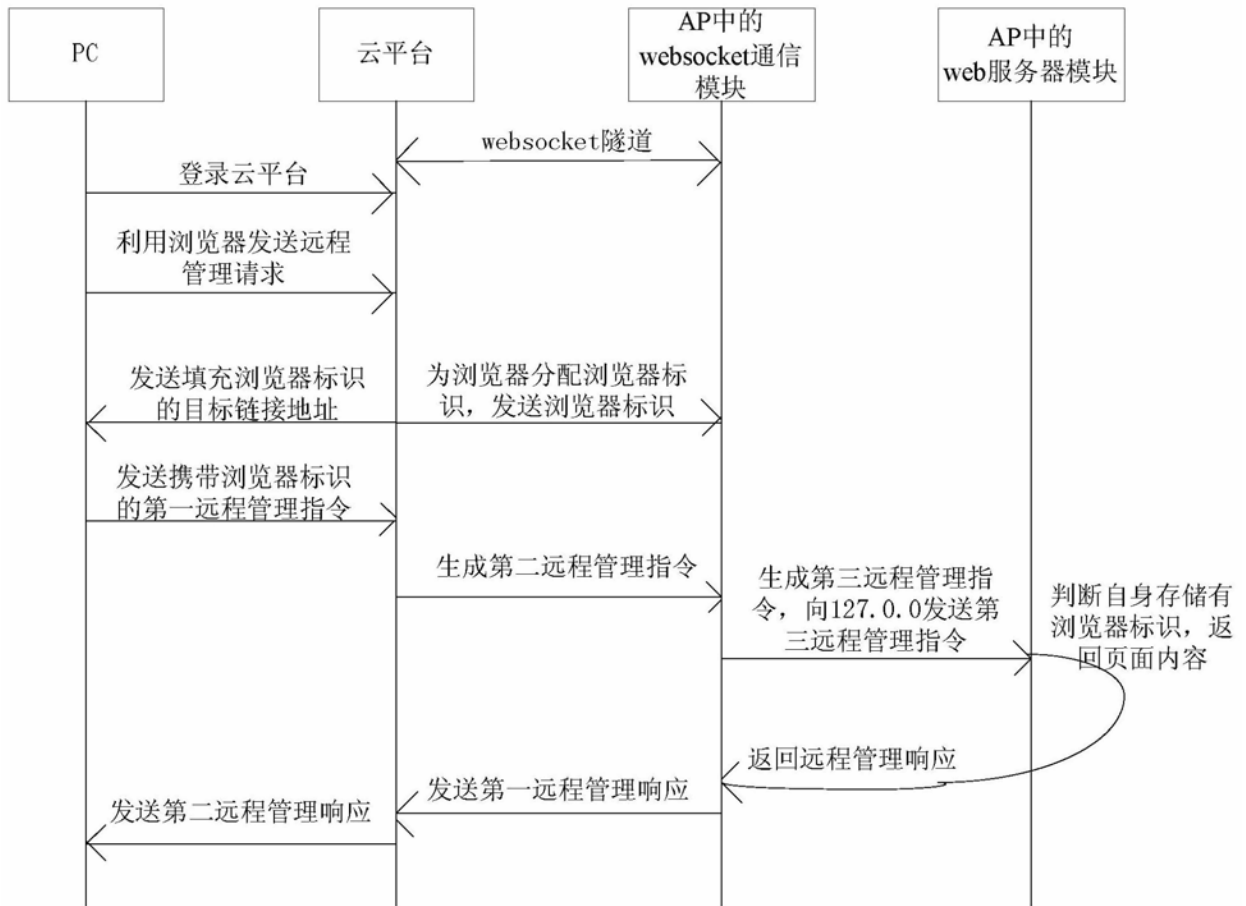 PC
云平台
AP中的
websocket通信
模块
AP中的
web服务器模块
websocket隧道
登录云平台
利用浏览器发送远程
管理请求
发送填充浏览器标识
的目标链接地址
为浏览器分配浏览器标
识，发送浏览器标识
发送携带浏览器标识
的第一远程管理指令
生成第二远程管理指令
生成第三远程管理指
令，向127.0.0发送第
三远程管理指令
判断自身存储有
浏览器标识，返
回页面内容
返回远程管理响应
发送第一远程管理响应
发送第二远程管理响应